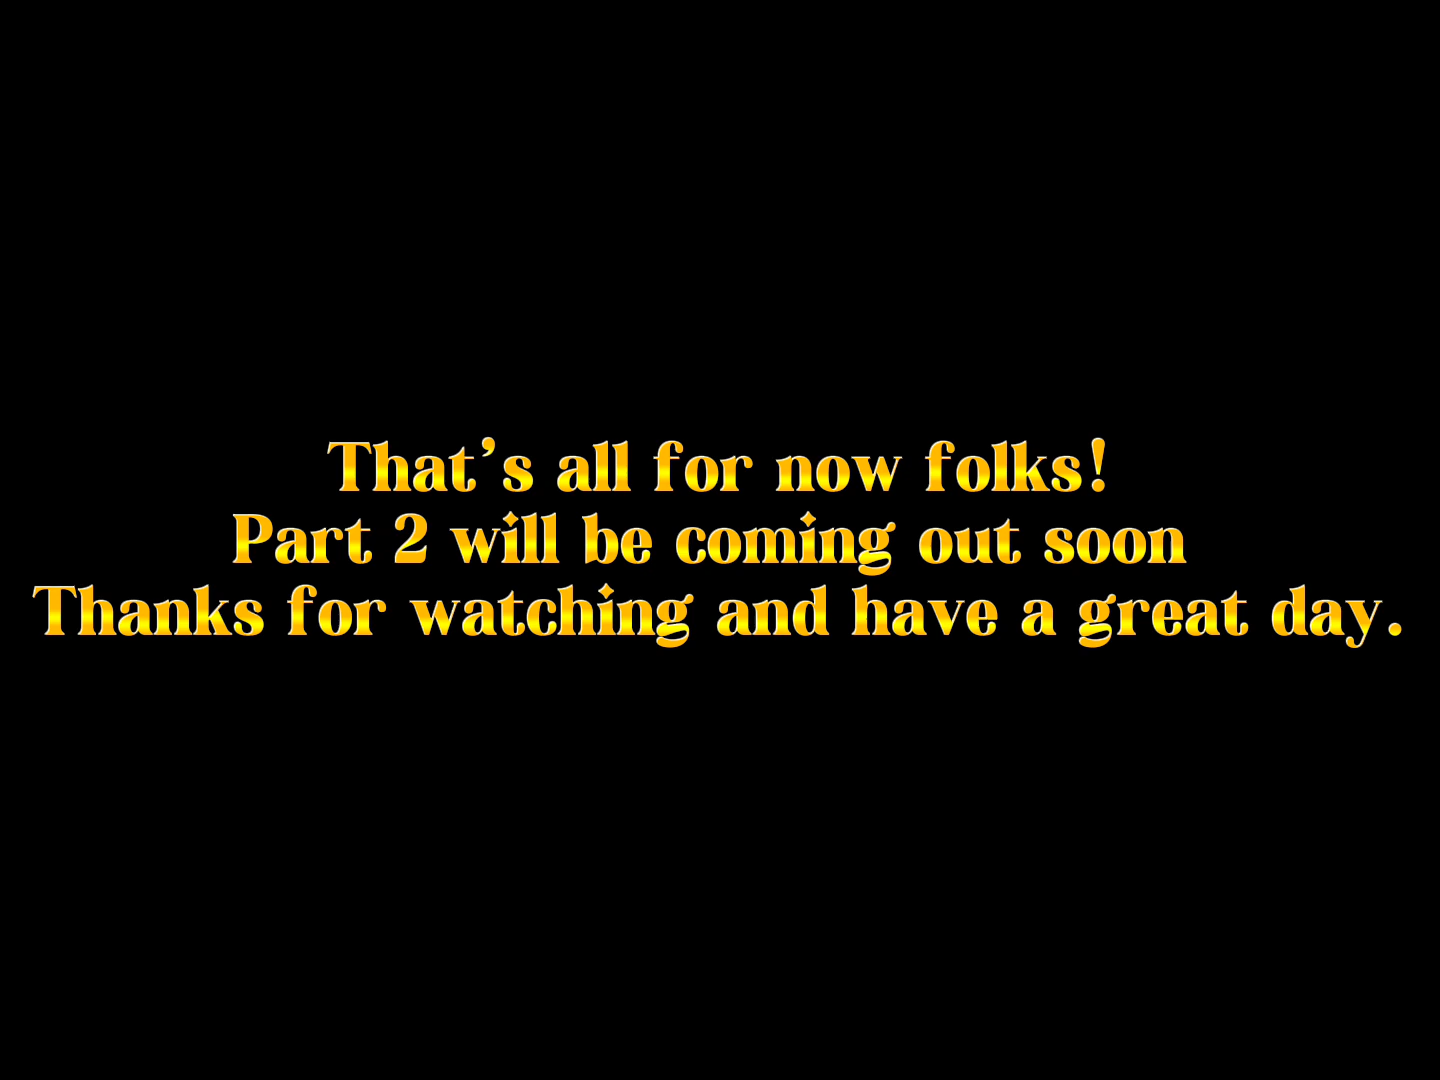 That’s all for now folks!
Part 2 will be coming out soon
Thanks for watching and have a great day.